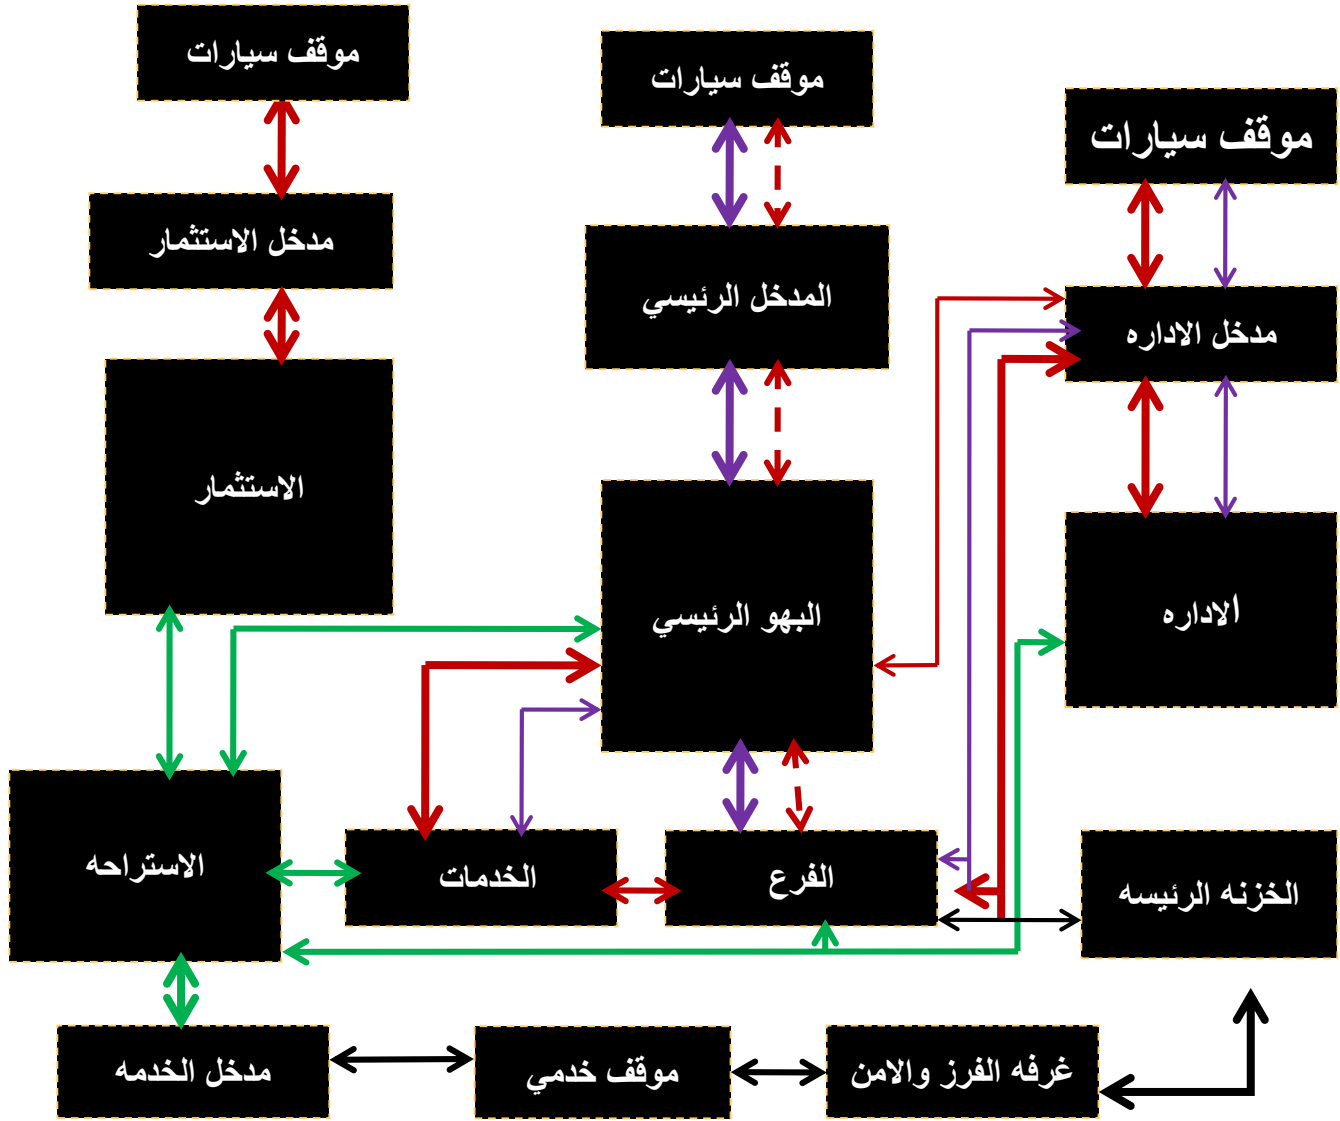 موقف سيارات
موقف سيارات
موقف سيارات
مدخل الاستثمار
المدخل الرئيسي
مدخل الاداره
الاستثمار
البهو الرئيسي
الاداره
الاستراحه
الخدمات
الفرع
الخزنه الرئيسه
مدخل الخدمه
موقف خدمي
غرفه الفرز والامن